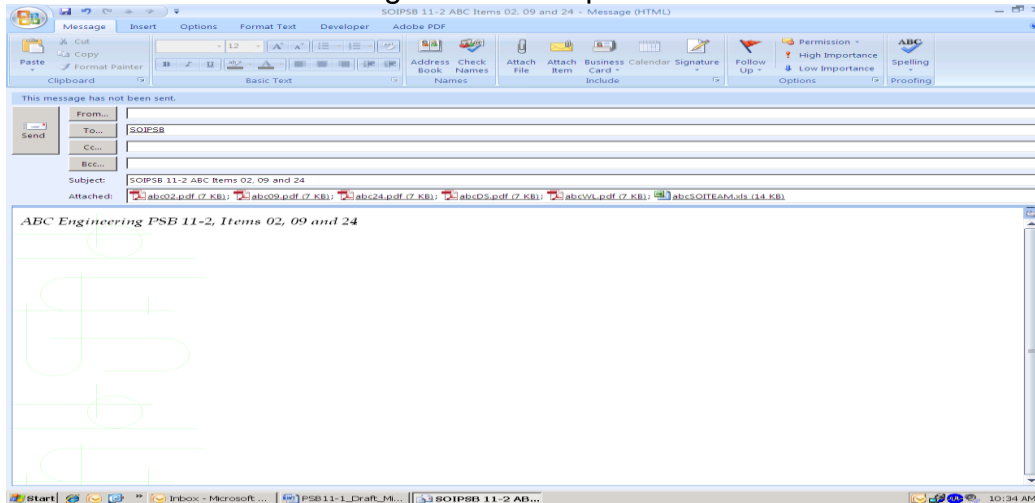 SOIPSB 11-2 ABC Items 02, 09 and 24 - Message (HTML)
Message Insert Options Format Text Developer Adobe PDF
Cut
Copy
Format Painter
Paste
12
Address Book
Check Names
Attach File
Attach Item
Business Card
Calendar
Signature
Follow Up
Permission
High Importance
Low Importance
ABC
Spelling
Clipboard Basic Text Names Include Options Proofing
This message has not been sent.
Send
From...
To... SOIPSB
Cc...
Bcc...
Subject: SOIPSB 11-2 ABC Items 02, 09 and 24
Attached: abc02.pdf (7 KB); abc09.pdf (7 KB); abc24.pdf (7 KB); abcDS.pdf (7 KB); abcWL.pdf (7 KB); abcSOITEAM.xls (14 KB)
ABC Engineering PSB 11-2, Items 02, 09 and 24
Start Inbox - Microsoft ... PSB11-1_Draft_Mi... SOIPSB 11-2 AB... 10:34 AM